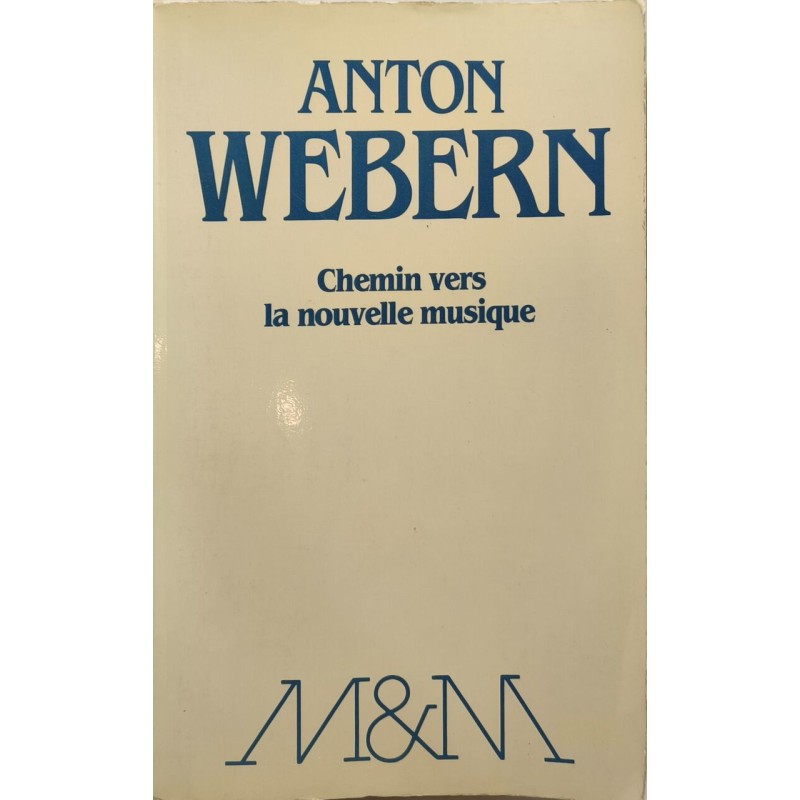 ANTON
WEBERN
Chemin vers
la nouvelle musique
M&M